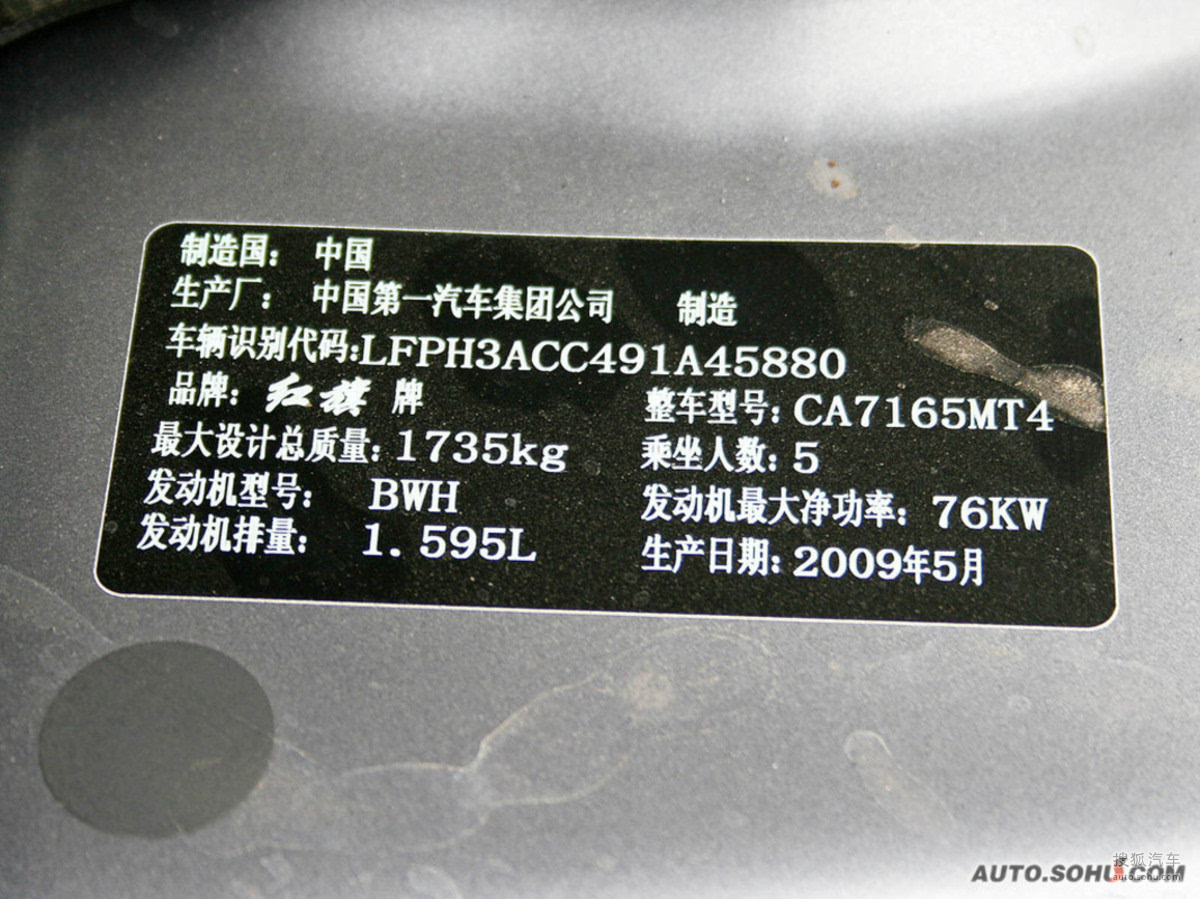 制造国： 中国
生产厂： 中国第一汽车集团公司 制造
车辆识别代码:LFPH3ACC491A45880
品牌: 红旗 牌 整车型号: CA7165MT4
最大设计总质量: 1735kg 乘坐人数: 5
发动机型号: BWH 发动机最大净功率: 76KW
发动机排量: 1.595L 生产日期: 2009年5月
搜狐汽车
auto.sohu.com
AUTO.SOHU.COM